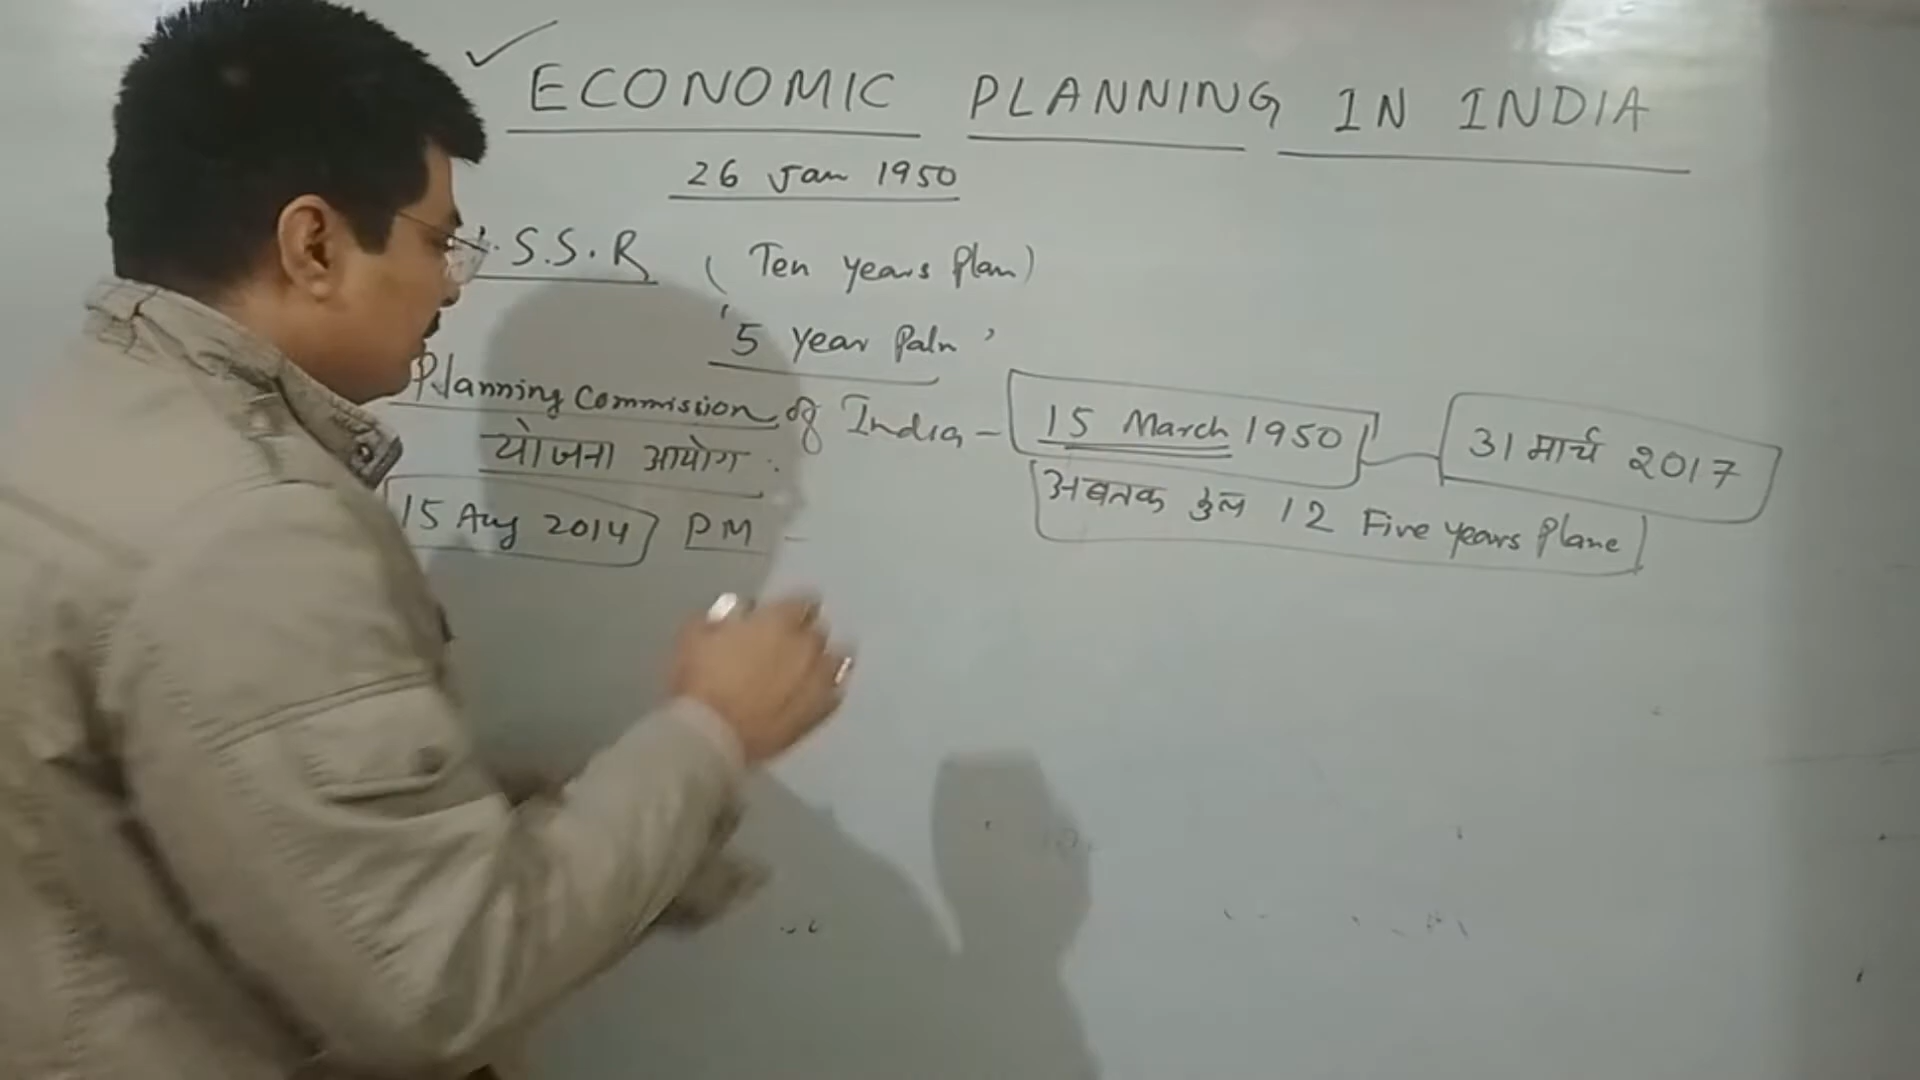 ECONOMIC PLANNING IN INDIA
26 Jan 1950
.S.S.R (Ten years Plan)
'5 Year Paln'
Planning Commision of India - 15 March 1950 31 मार्च 2017
योजना आयोग. अबतक कुल 12 Five years Plane
15 Aug 2014 PM -